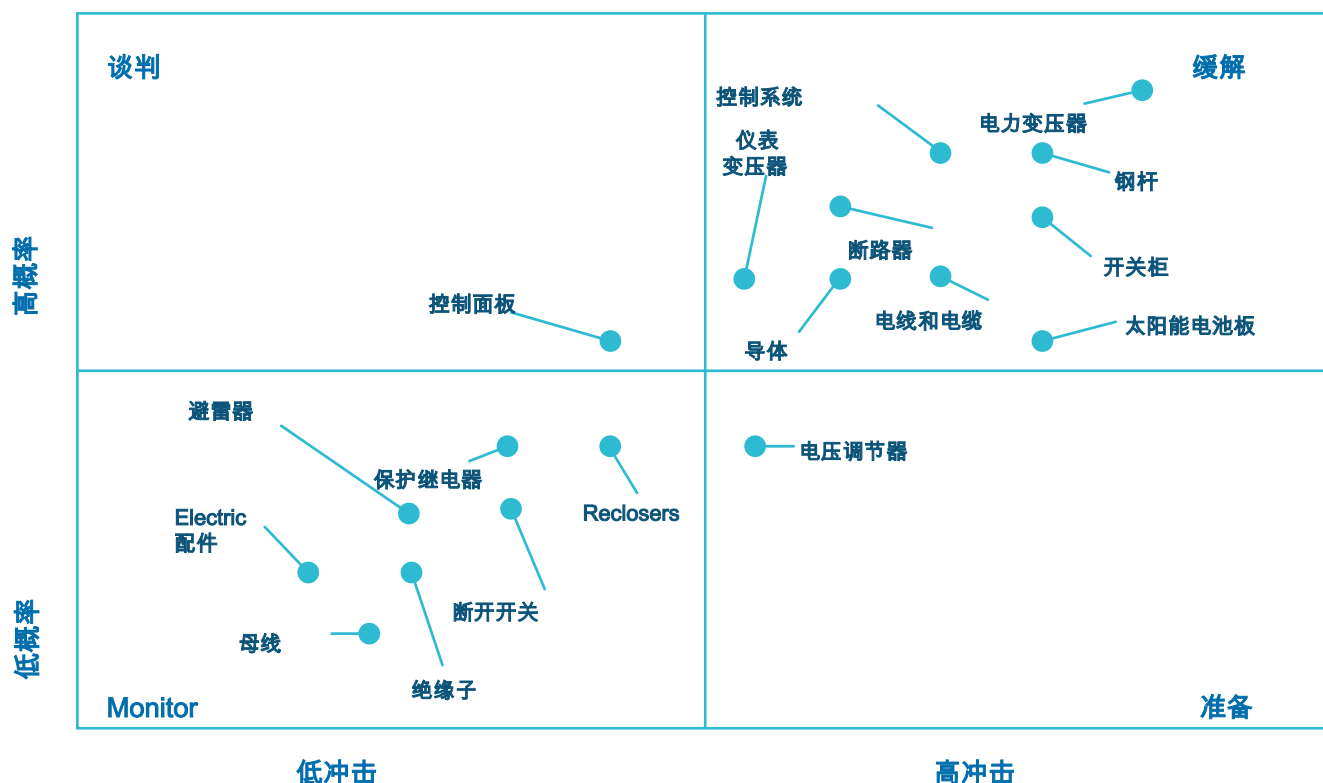 谈判
缓解
控制系统
电力变压器
仪表
变压器
钢杆
断路器
开关柜
控制面板
电线和电缆
太阳能电池板
导体
高概率
避雷器
保护继电器
电压调节器
Reclosers
Electric
配件
断开开关
母线
绝缘子
低概率
Monitor
准备
低冲击
高冲击